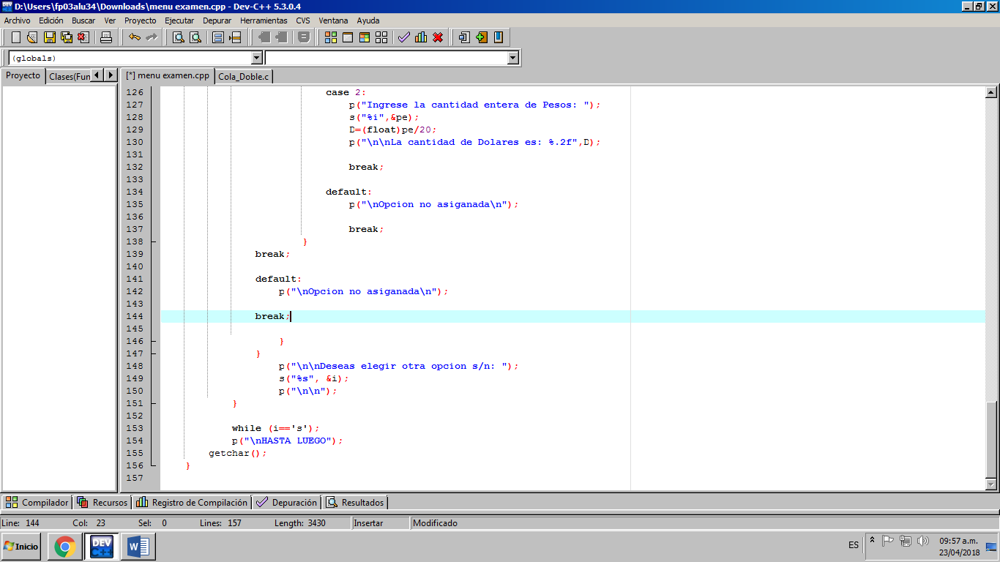 D:\Users\fp03alu34\Downloads\menu examen.cpp - Dev-C++ 5.3.0.4
Archivo Edición Buscar Ver Proyecto Ejecutar Depurar Herramientas CVS Ventana Ayuda
(globals)
Proyecto Clases(Fun [*] menu examen.cpp Cola_Doble.c
126 case 2:
127 p("Ingrese la cantidad entera de Pesos: ");
128 s("%i",&pe);
129 D=(float)pe/20;
130 p("\n\nLa cantidad de Dolares es: %.2f",D);
131
132 break;
133
134 default:
135 p("\nOpcion no asiganada\n");
136
137 break;
138 }
139 break;
140
141 default:
142 p("\nOpcion no asiganada\n");
143
144 break;
145
146 }
147 }
148 p("\n\nDeseas elegir otra opcion s/n: ");
149 s("%s", &i);
150 p("\n\n");
151 }
152
153 while (i=='s');
154 p("\nHASTA LUEGO");
155 getchar();
156 }
157
Compilador Recursos Registro de Compilación Depuración Resultados
Line: 144 Col: 23 Sel: 0 Lines: 157 Length: 3430 Insertar Modificado
Inicio DEV C++ W ES 09:57 a.m.
23/04/2018